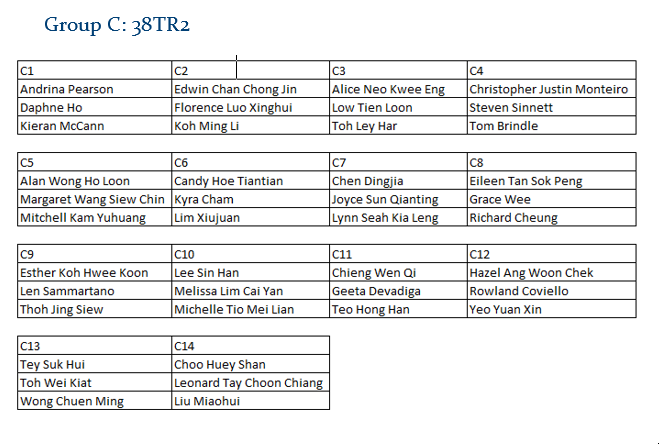 Group C: 38TR2
C1 C2 C3 C4
Andrina Pearson Edwin Chan Chong Jin Alice Neo Kwee Eng Christopher Justin Monteiro
Daphne Ho Florence Luo Xinghui Low Tien Loon Steven Sinnett
Kieran McCann Koh Ming Li Toh Ley Har Tom Brindle
C5 C6 C7 C8
Alan Wong Ho Loon Candy Hoe Tiantian Chen Dingjia Eileen Tan Sok Peng
Margaret Wang Siew Chin Kyra Cham Joyce Sun Qianting Grace Wee
Mitchell Kam Yuhuang Lim Xiujuan Lynn Seah Kia Leng Richard Cheung
C9 C10 C11 C12
Esther Koh Hwee Koon Lee Sin Han Chieng Wen Qi Hazel Ang Woon Chek
Len Sammartano Melissa Lim Cai Yan Geeta Devadiga Rowland Coviello
Thoh Jing Siew Michelle Tio Mei Lian Teo Hong Han Yeo Yuan Xin
C13 C14
Tey Suk Hui Choo Huey Shan
Toh Wei Kiat Leonard Tay Choon Chiang
Wong Chuen Ming Liu Miaohui